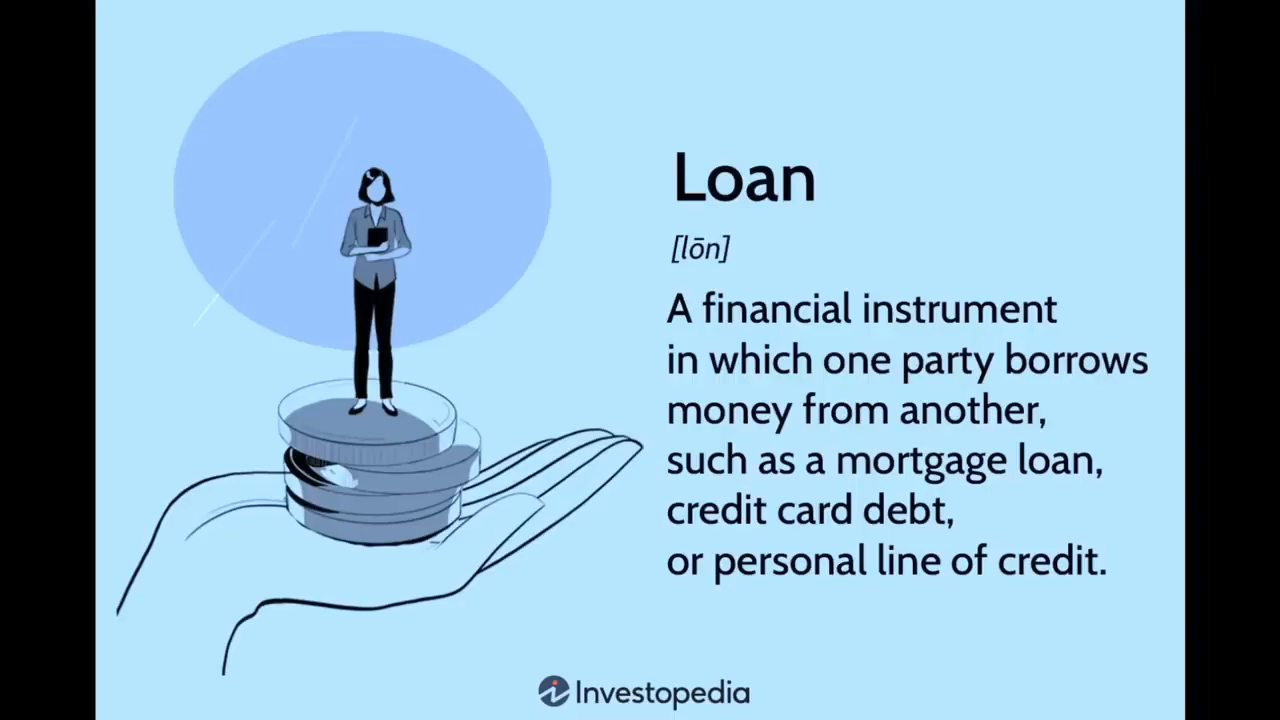 Loan
[lōn]
A financial instrument
in which one party borrows
money from another,
such as a mortgage loan,
credit card debt,
or personal line of credit.
Investopedia